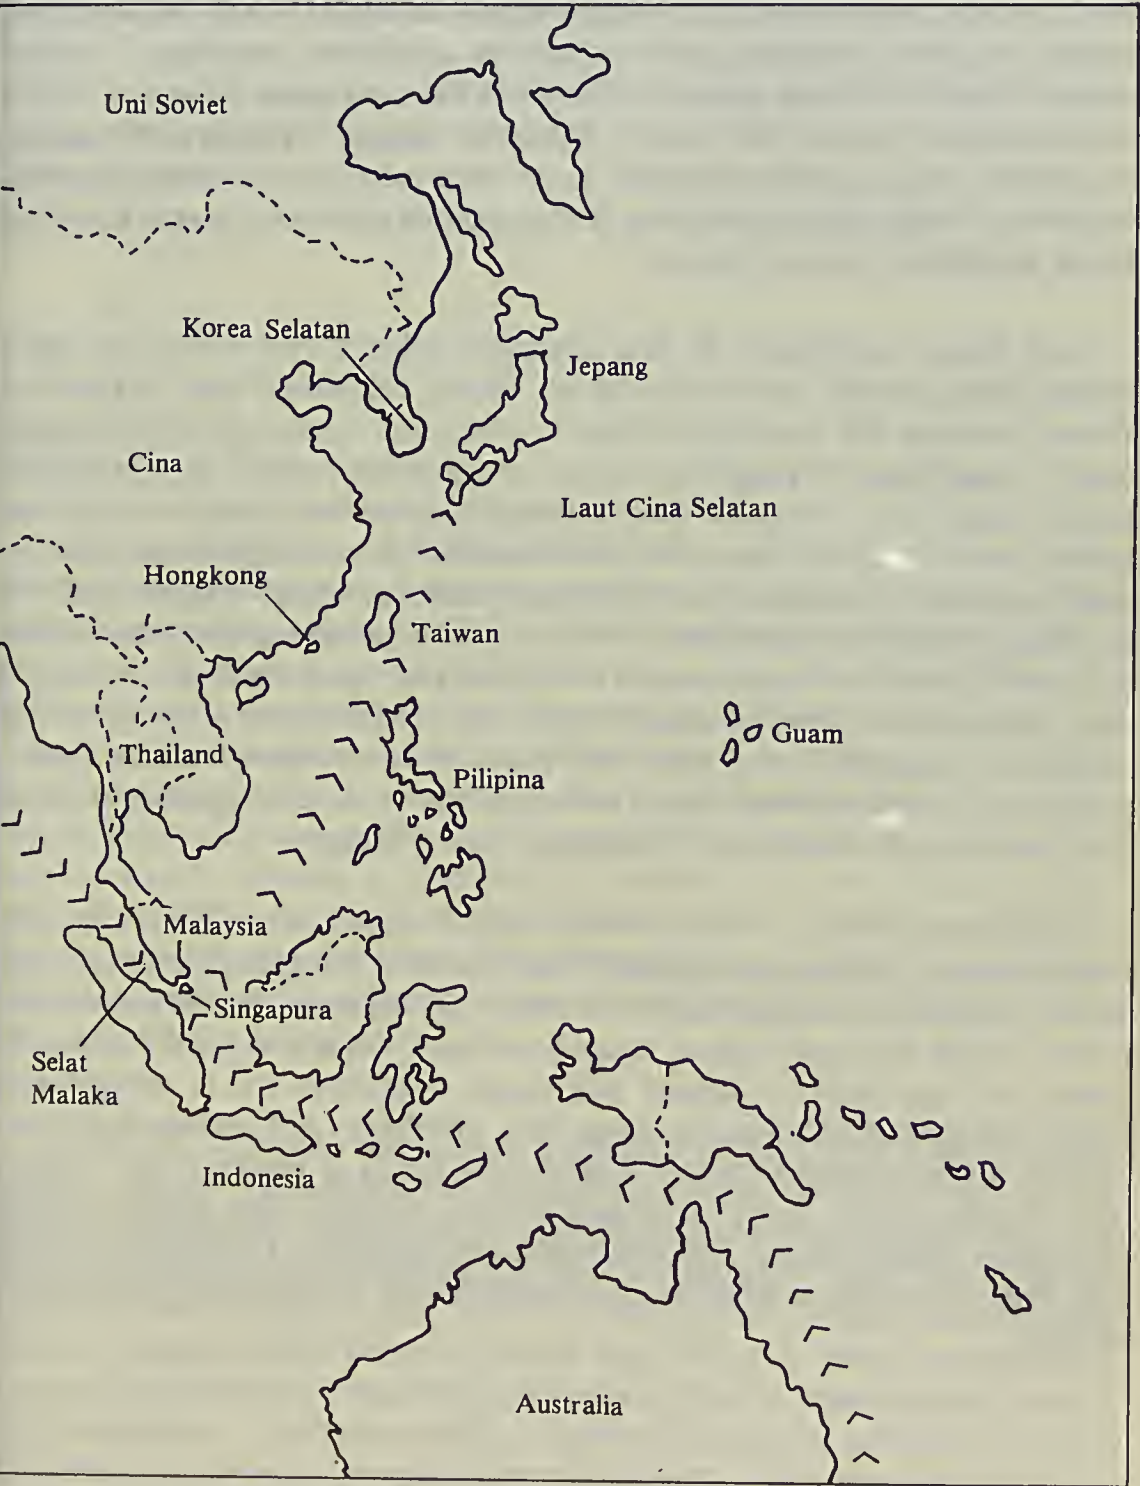 Uni Soviet
Korea Selatan
Jepang
Cina
Laut Cina Selatan
Hongkong
Taiwan
Guam
Thailand
Pilipina
Malaysia
Singapura
Selat
Malaka
Indonesia
Australia